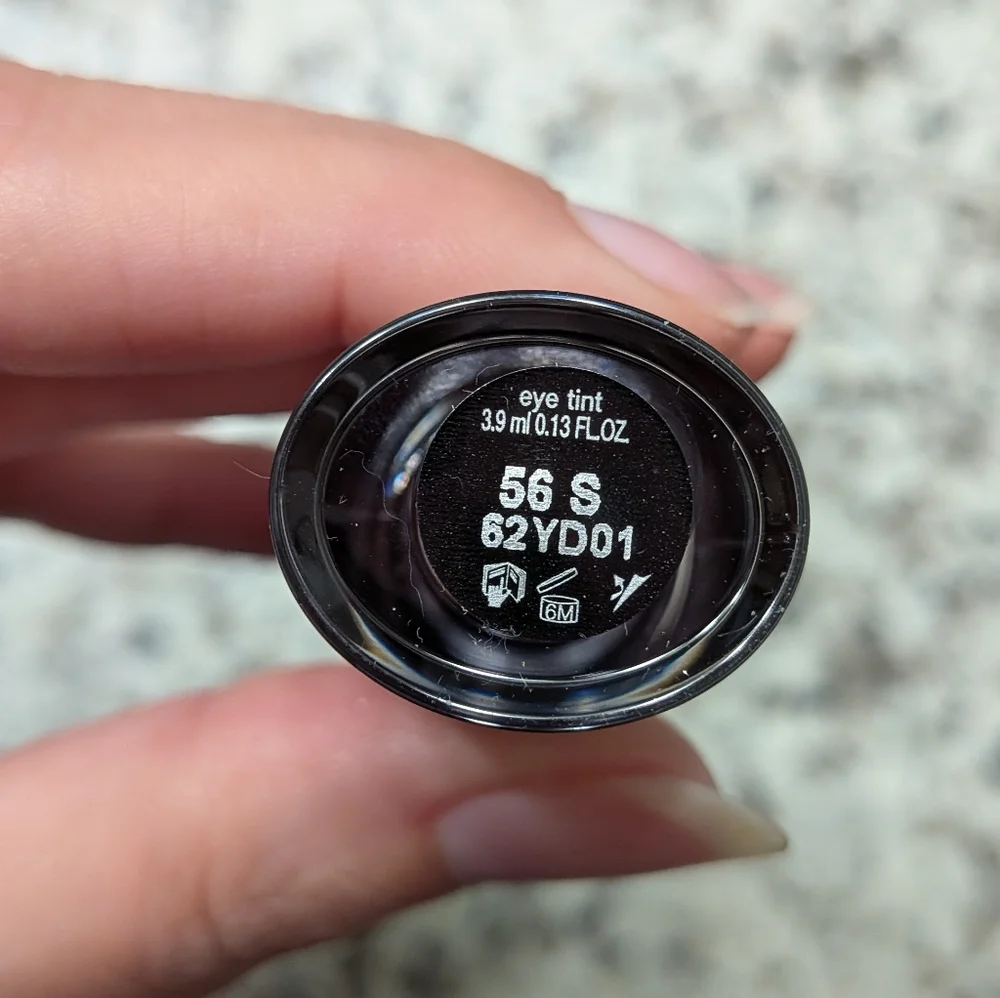 eye tint
3.9 ml 0.13 FL.OZ
56 S
62YD01
6M